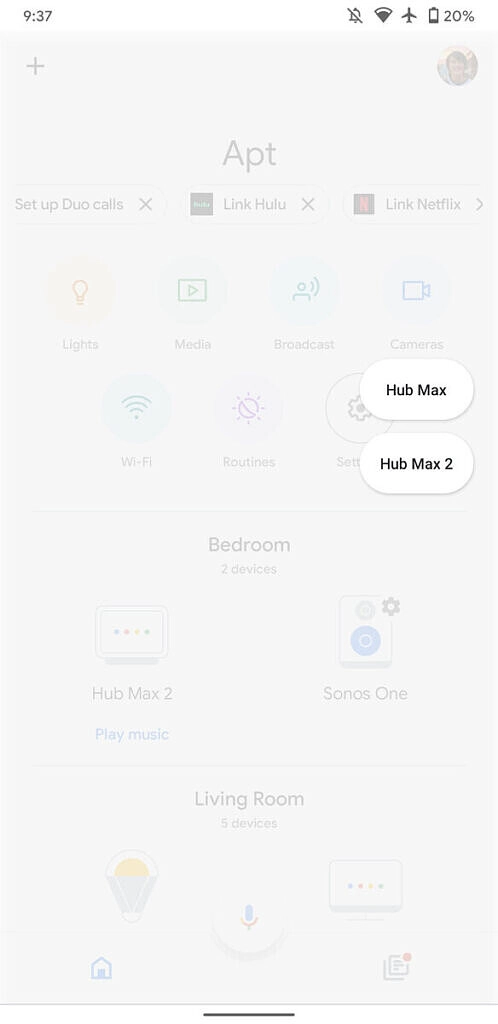 9:37
20%
Apt
Set up Duo calls
hulu
Link Hulu
N
Link Netflix
Lights
Media
Broadcast
Cameras
Hub Max
Wi-Fi
Routines
Sett
Hub Max 2
Bedroom
2 devices
Hub Max 2
Sonos One
Play music
Living Room
5 devices